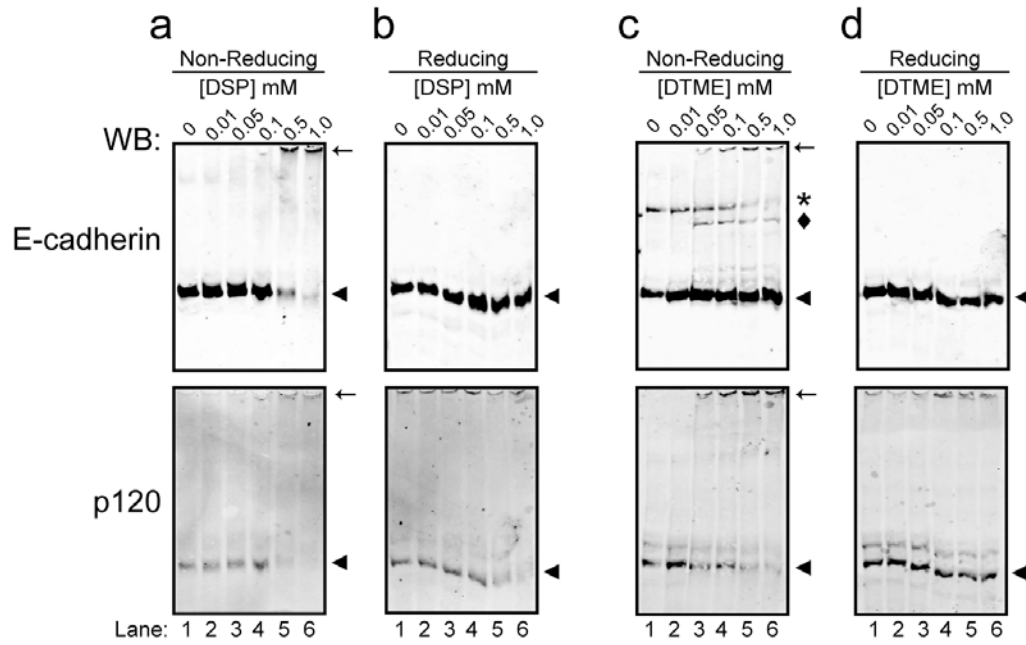 a b c d
Non-Reducing Reducing Non-Reducing Reducing
[DSP] mM [DSP] mM [DTME] mM [DTME] mM
WB: 0 0.01 0.05 0.1 0.5 1.0 0 0.01 0.05 0.1 0.5 1.0 0 0.01 0.05 0.1 0.5 1.0 0 0.01 0.05 0.1 0.5 1.0
*
E-cadherin
p120
Lane: 1 2 3 4 5 6 1 2 3 4 5 6 1 2 3 4 5 6 1 2 3 4 5 6